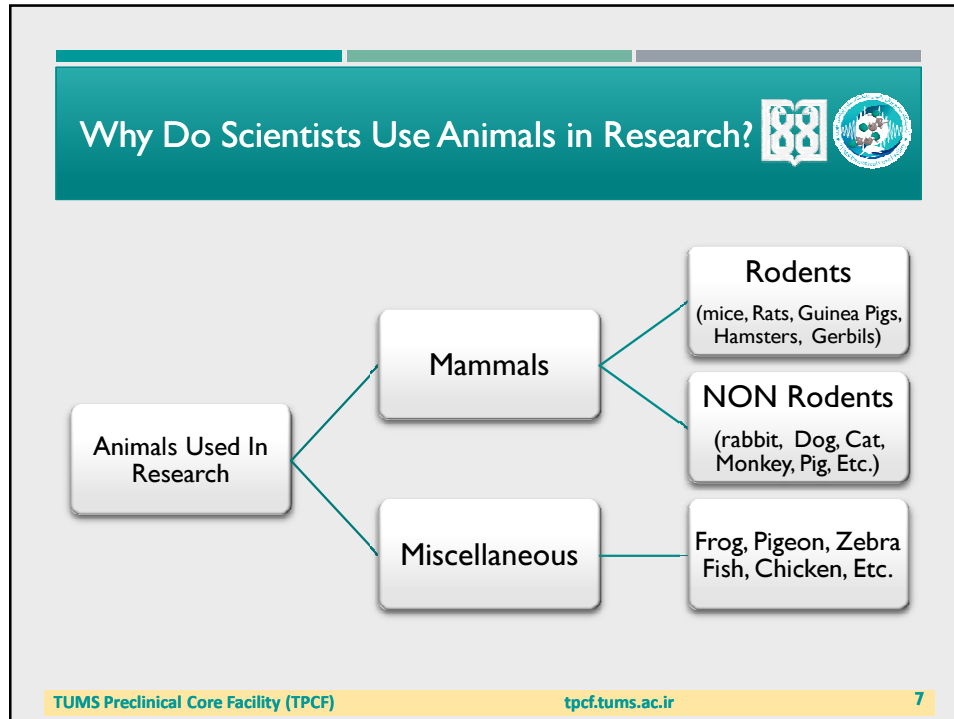 Why Do Scientists Use Animals in Research?
Animals Used In
Research
Mammals
Miscellaneous
Rodents
(mice, Rats, Guinea Pigs,
Hamsters, Gerbils)
NON Rodents
(rabbit, Dog, Cat,
Monkey, Pig, Etc.)
Frog, Pigeon, Zebra
Fish, Chicken, Etc.
TUMS Preclinical Core Facility (TPCF) tpcf.tums.ac.ir 7